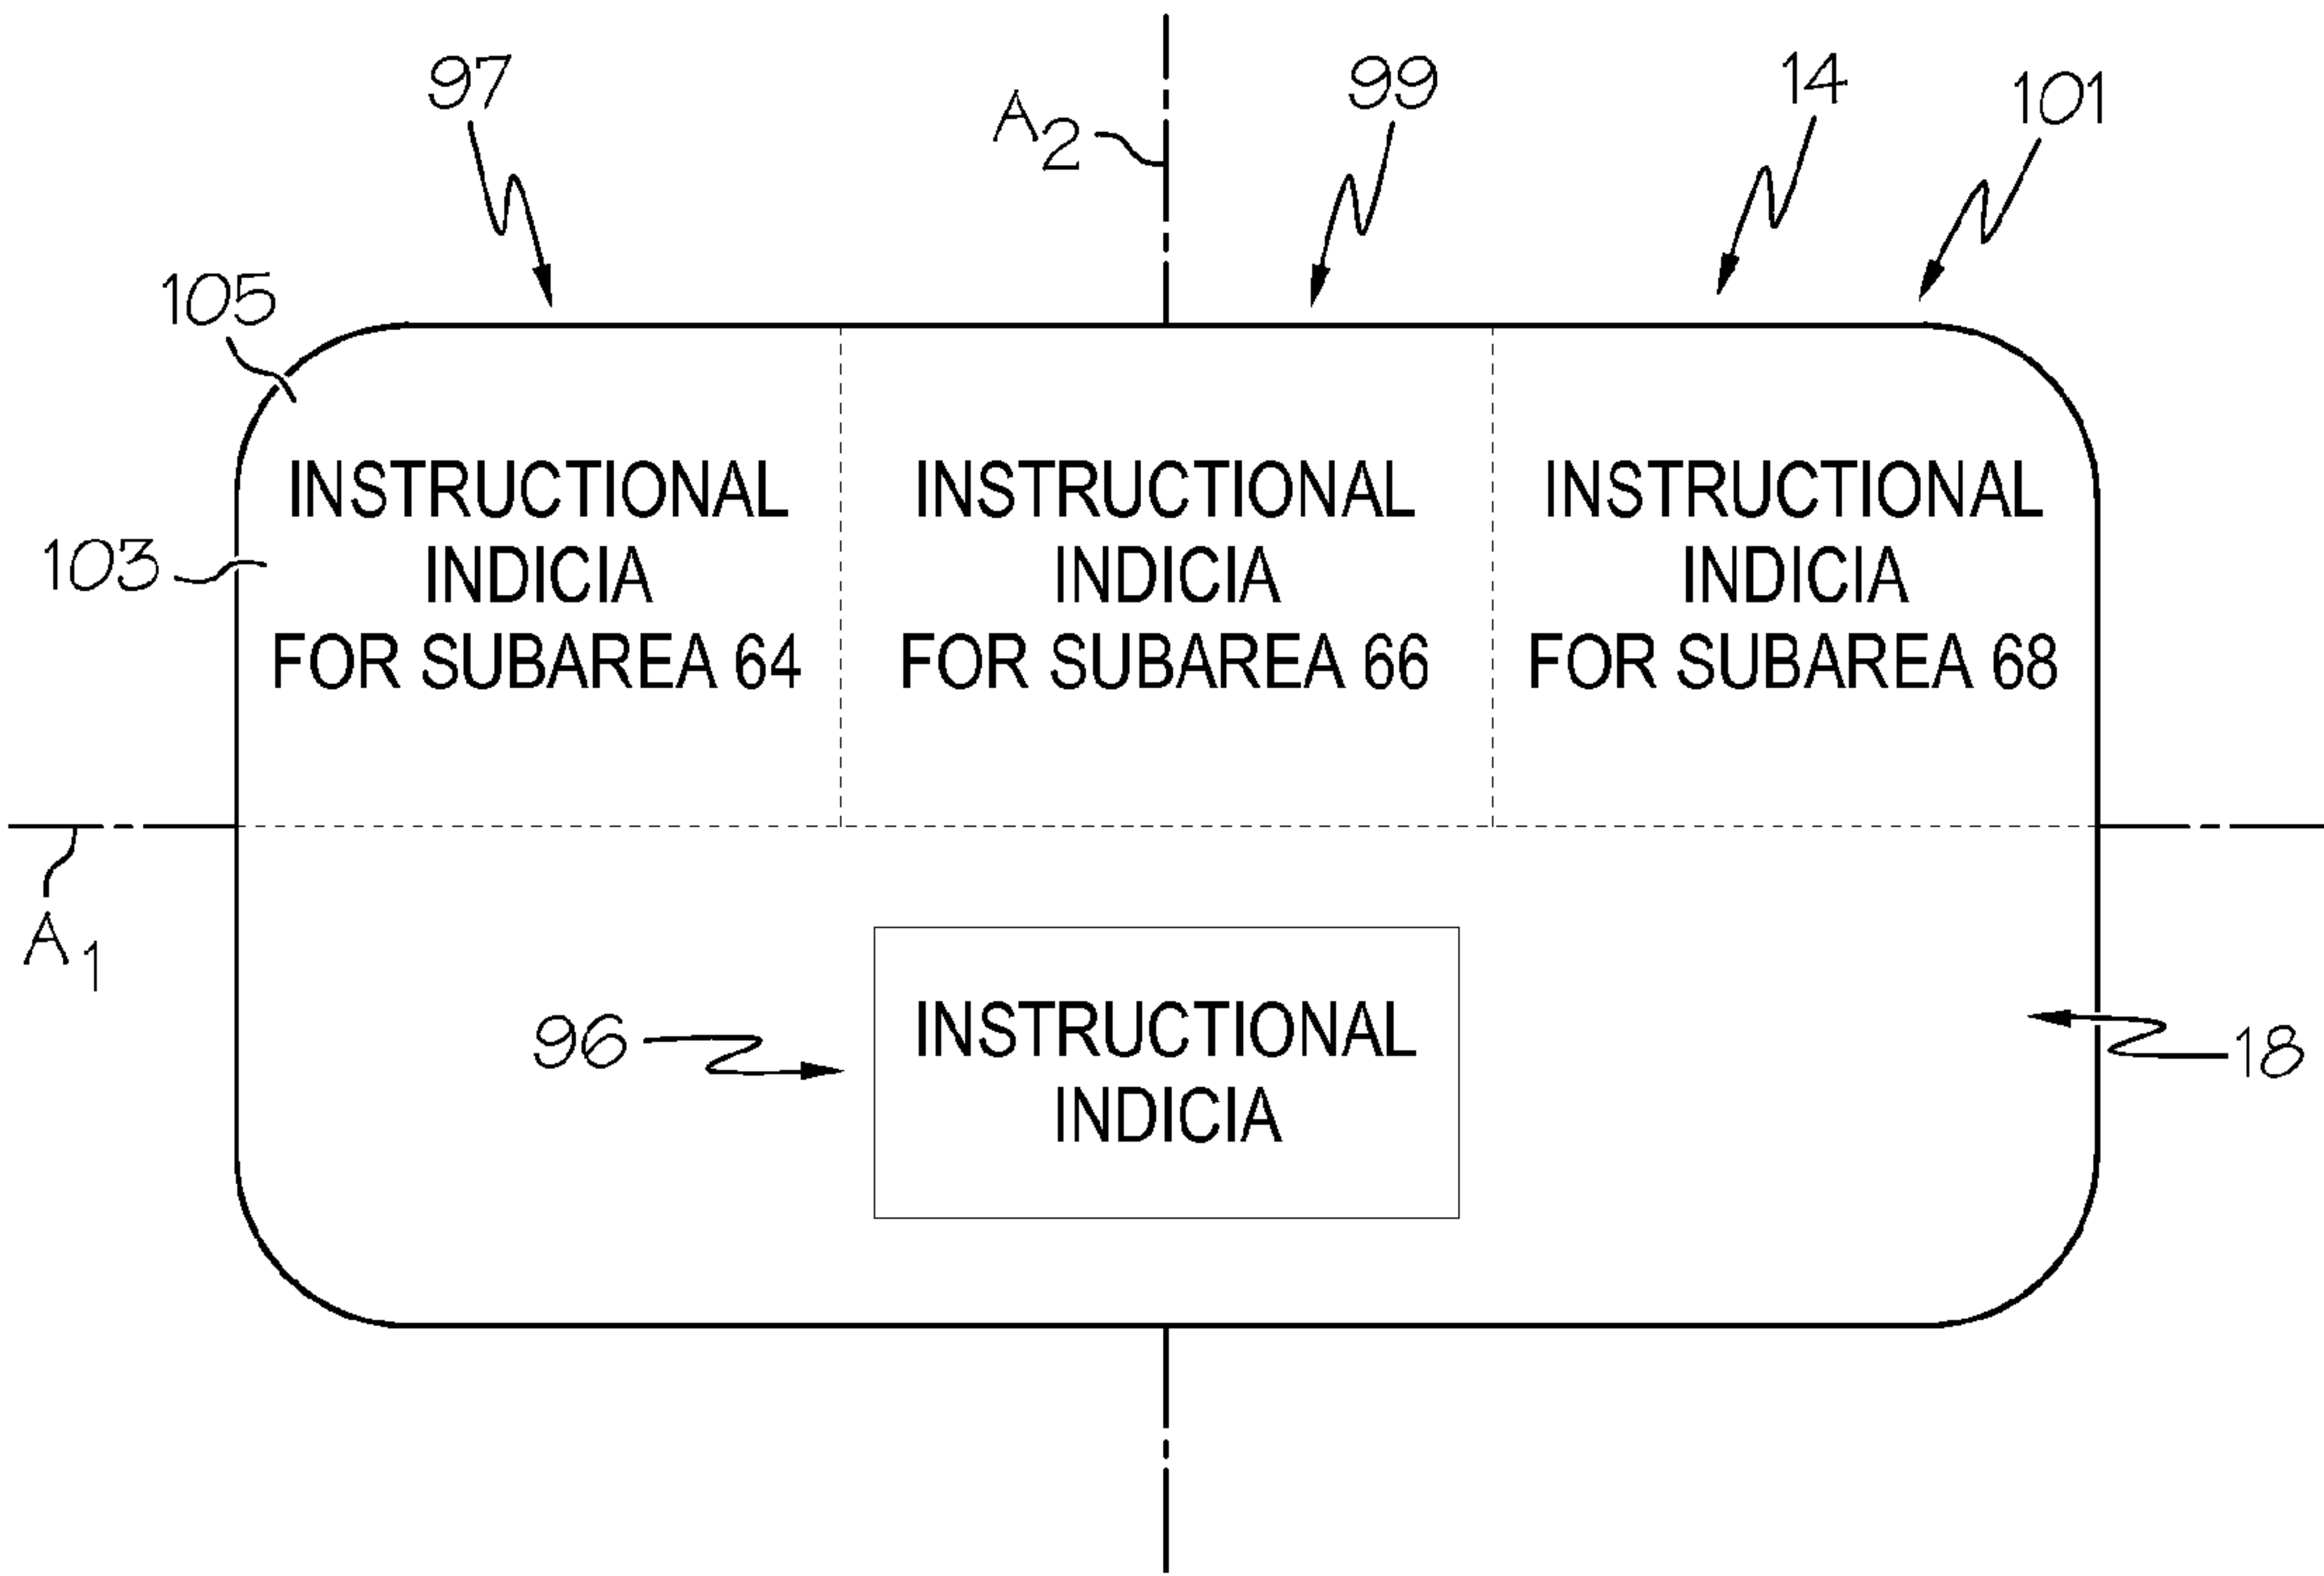 97
A2
99
14
101
105
INSTRUCTIONAL
INDICIA
FOR SUBAREA 64
INSTRUCTIONAL
INDICIA
FOR SUBAREA 66
INSTRUCTIONAL
INDICIA
FOR SUBAREA 68
103
A1
96
INSTRUCTIONAL
INDICIA
18